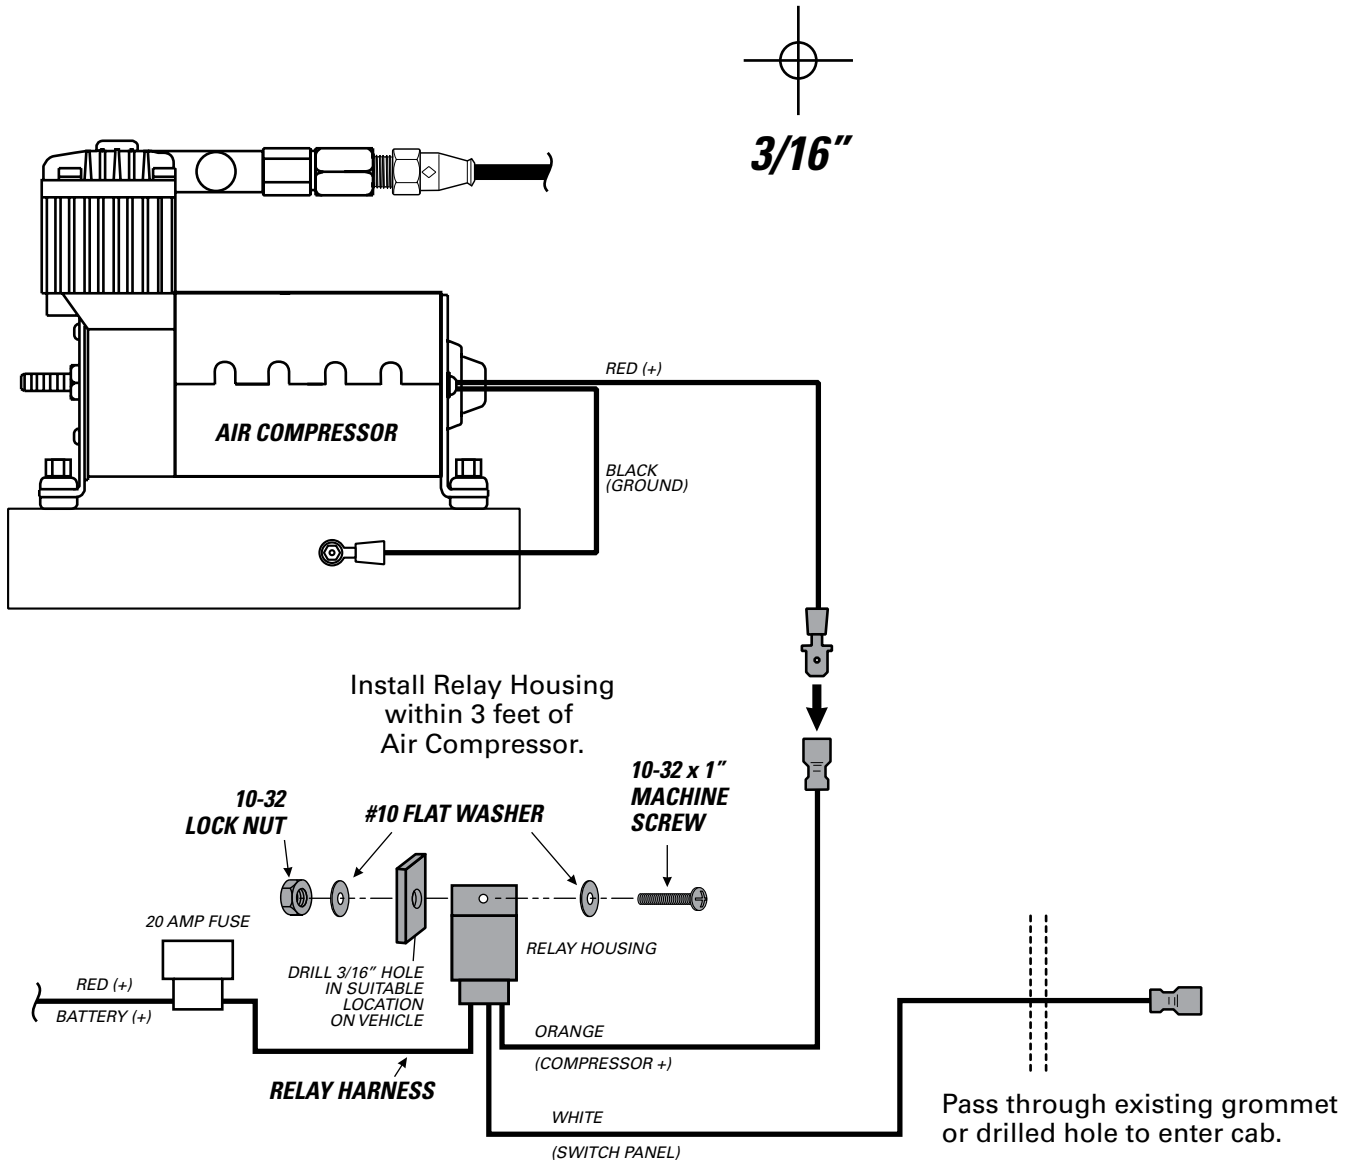 3/16”
RED (+)
AIR COMPRESSOR
BLACK
(GROUND)
Install Relay Housing
within 3 feet of
Air Compressor.
10-32
LOCK NUT
#10 FLAT WASHER
10-32 x 1”
MACHINE
SCREW
20 AMP FUSE
RELAY HOUSING
DRILL 3/16” HOLE
IN SUITABLE
LOCATION
ON VEHICLE
RED (+)
BATTERY (+)
ORANGE
(COMPRESSOR +)
RELAY HARNESS
WHITE
(SWITCH PANEL)
Pass through existing grommet
or drilled hole to enter cab.